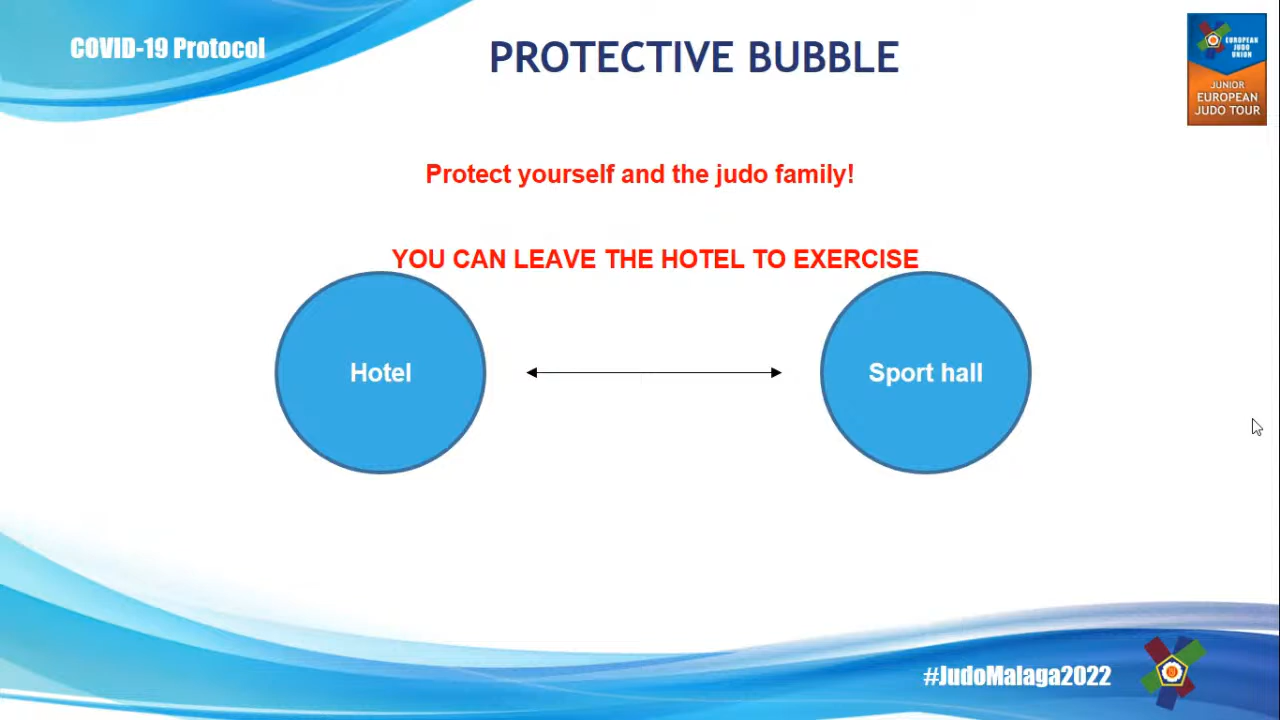 COVID-19 Protocol
PROTECTIVE BUBBLE
EUROPEAN
JUDO
UNION
JUNIOR
EUROPEAN
JUDO TOUR
Protect yourself and the judo family!
YOU CAN LEAVE THE HOTEL TO EXERCISE
Hotel
Sport hall
#JudoMalaga2022